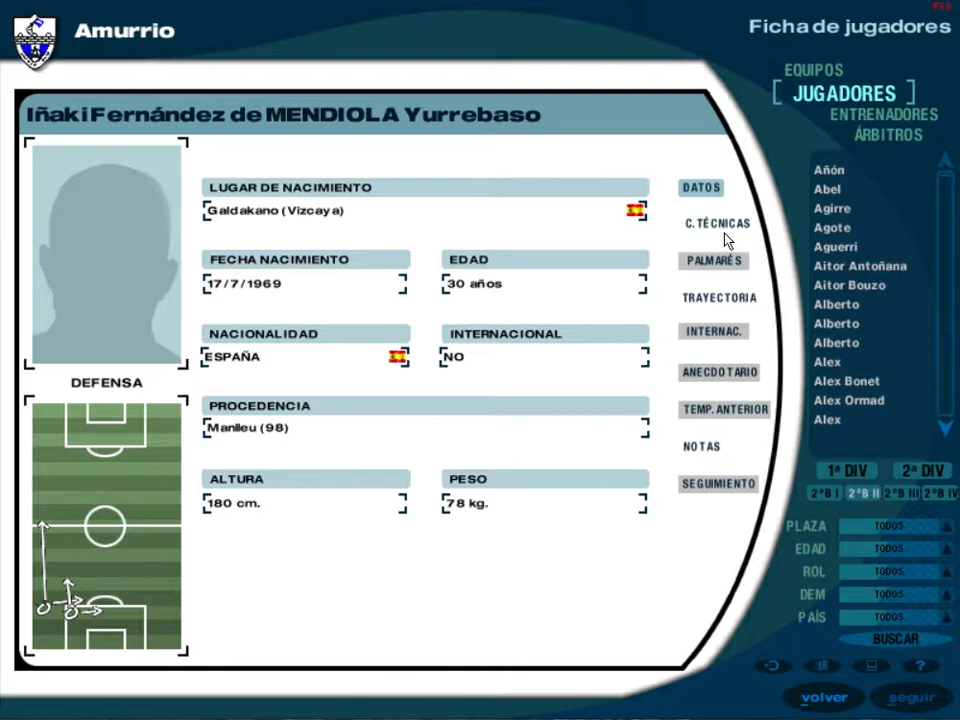 F10
Amurrio
Ficha de jugadores
EQUIPOS
[ JUGADORES ]
ENTRENADORES
ÁRBITROS
Iñaki Fernández de MENDIOLA Yurrebaso
LUGAR DE NACIMIENTO
Galdakano (Vizcaya)
FECHA NACIMIENTO
17/7/1969
EDAD
30 años
NACIONALIDAD
ESPAÑA
INTERNACIONAL
NO
PROCEDENCIA
Manlleu (98)
ALTURA
180 cm.
PESO
78 kg.
DEFENSA
DATOS
C. TÉCNICAS
PALMARÉS
TRAYECTORIA
INTERNAC.
ANECDOTARIO
TEMP. ANTERIOR
NOTAS
SEGUIMIENTO
Añón
Abel
Agirre
Agote
Aguerri
Aitor Antoñana
Aitor Bouzo
Alberto
Alberto
Alberto
Alex
Alex Bonet
Alex Ormad
Alex
1ª DIV 2ª DIV
2ªB I 2ªB II 2ªB III 2ªB IV
PLAZA TODOS
EDAD TODOS
ROL TODOS
DEM TODOS
PAÍS TODOS
BUSCAR
?
volver seguir